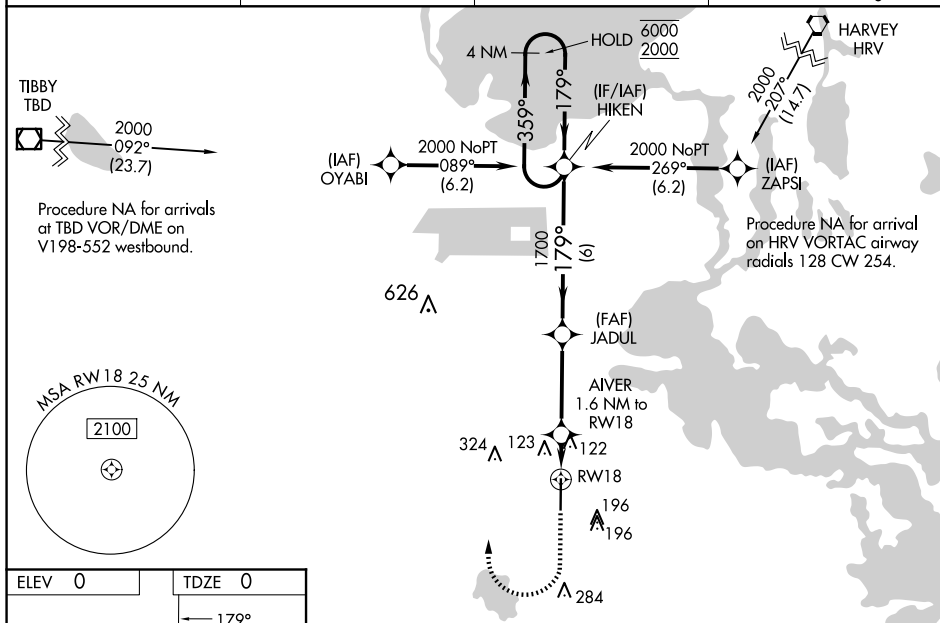 HARVEY
HRV
2000
207°
(14.7)
4 NM
HOLD
6000
2000
359°
179°
(IF/IAF)
HIKEN
TIBBY
TBD
2000
092°
(23.7)
Procedure NA for arrivals
at TBD VOR/DME on
V198-552 westbound.
(IAF)
OYABI
2000 NoPT
089°
(6.2)
2000 NoPT
269°
(6.2)
(IAF)
ZAPSI
Procedure NA for arrival
on HRV VORTAC airway
radials 128 CW 254.
1700
179°
(6)
626
(FAF)
JADUL
MSA RW18 25 NM
2100
AIVER
1.6 NM to
RW18
324
123
122
RW18
196
196
284
ELEV 0
TDZE 0
179°